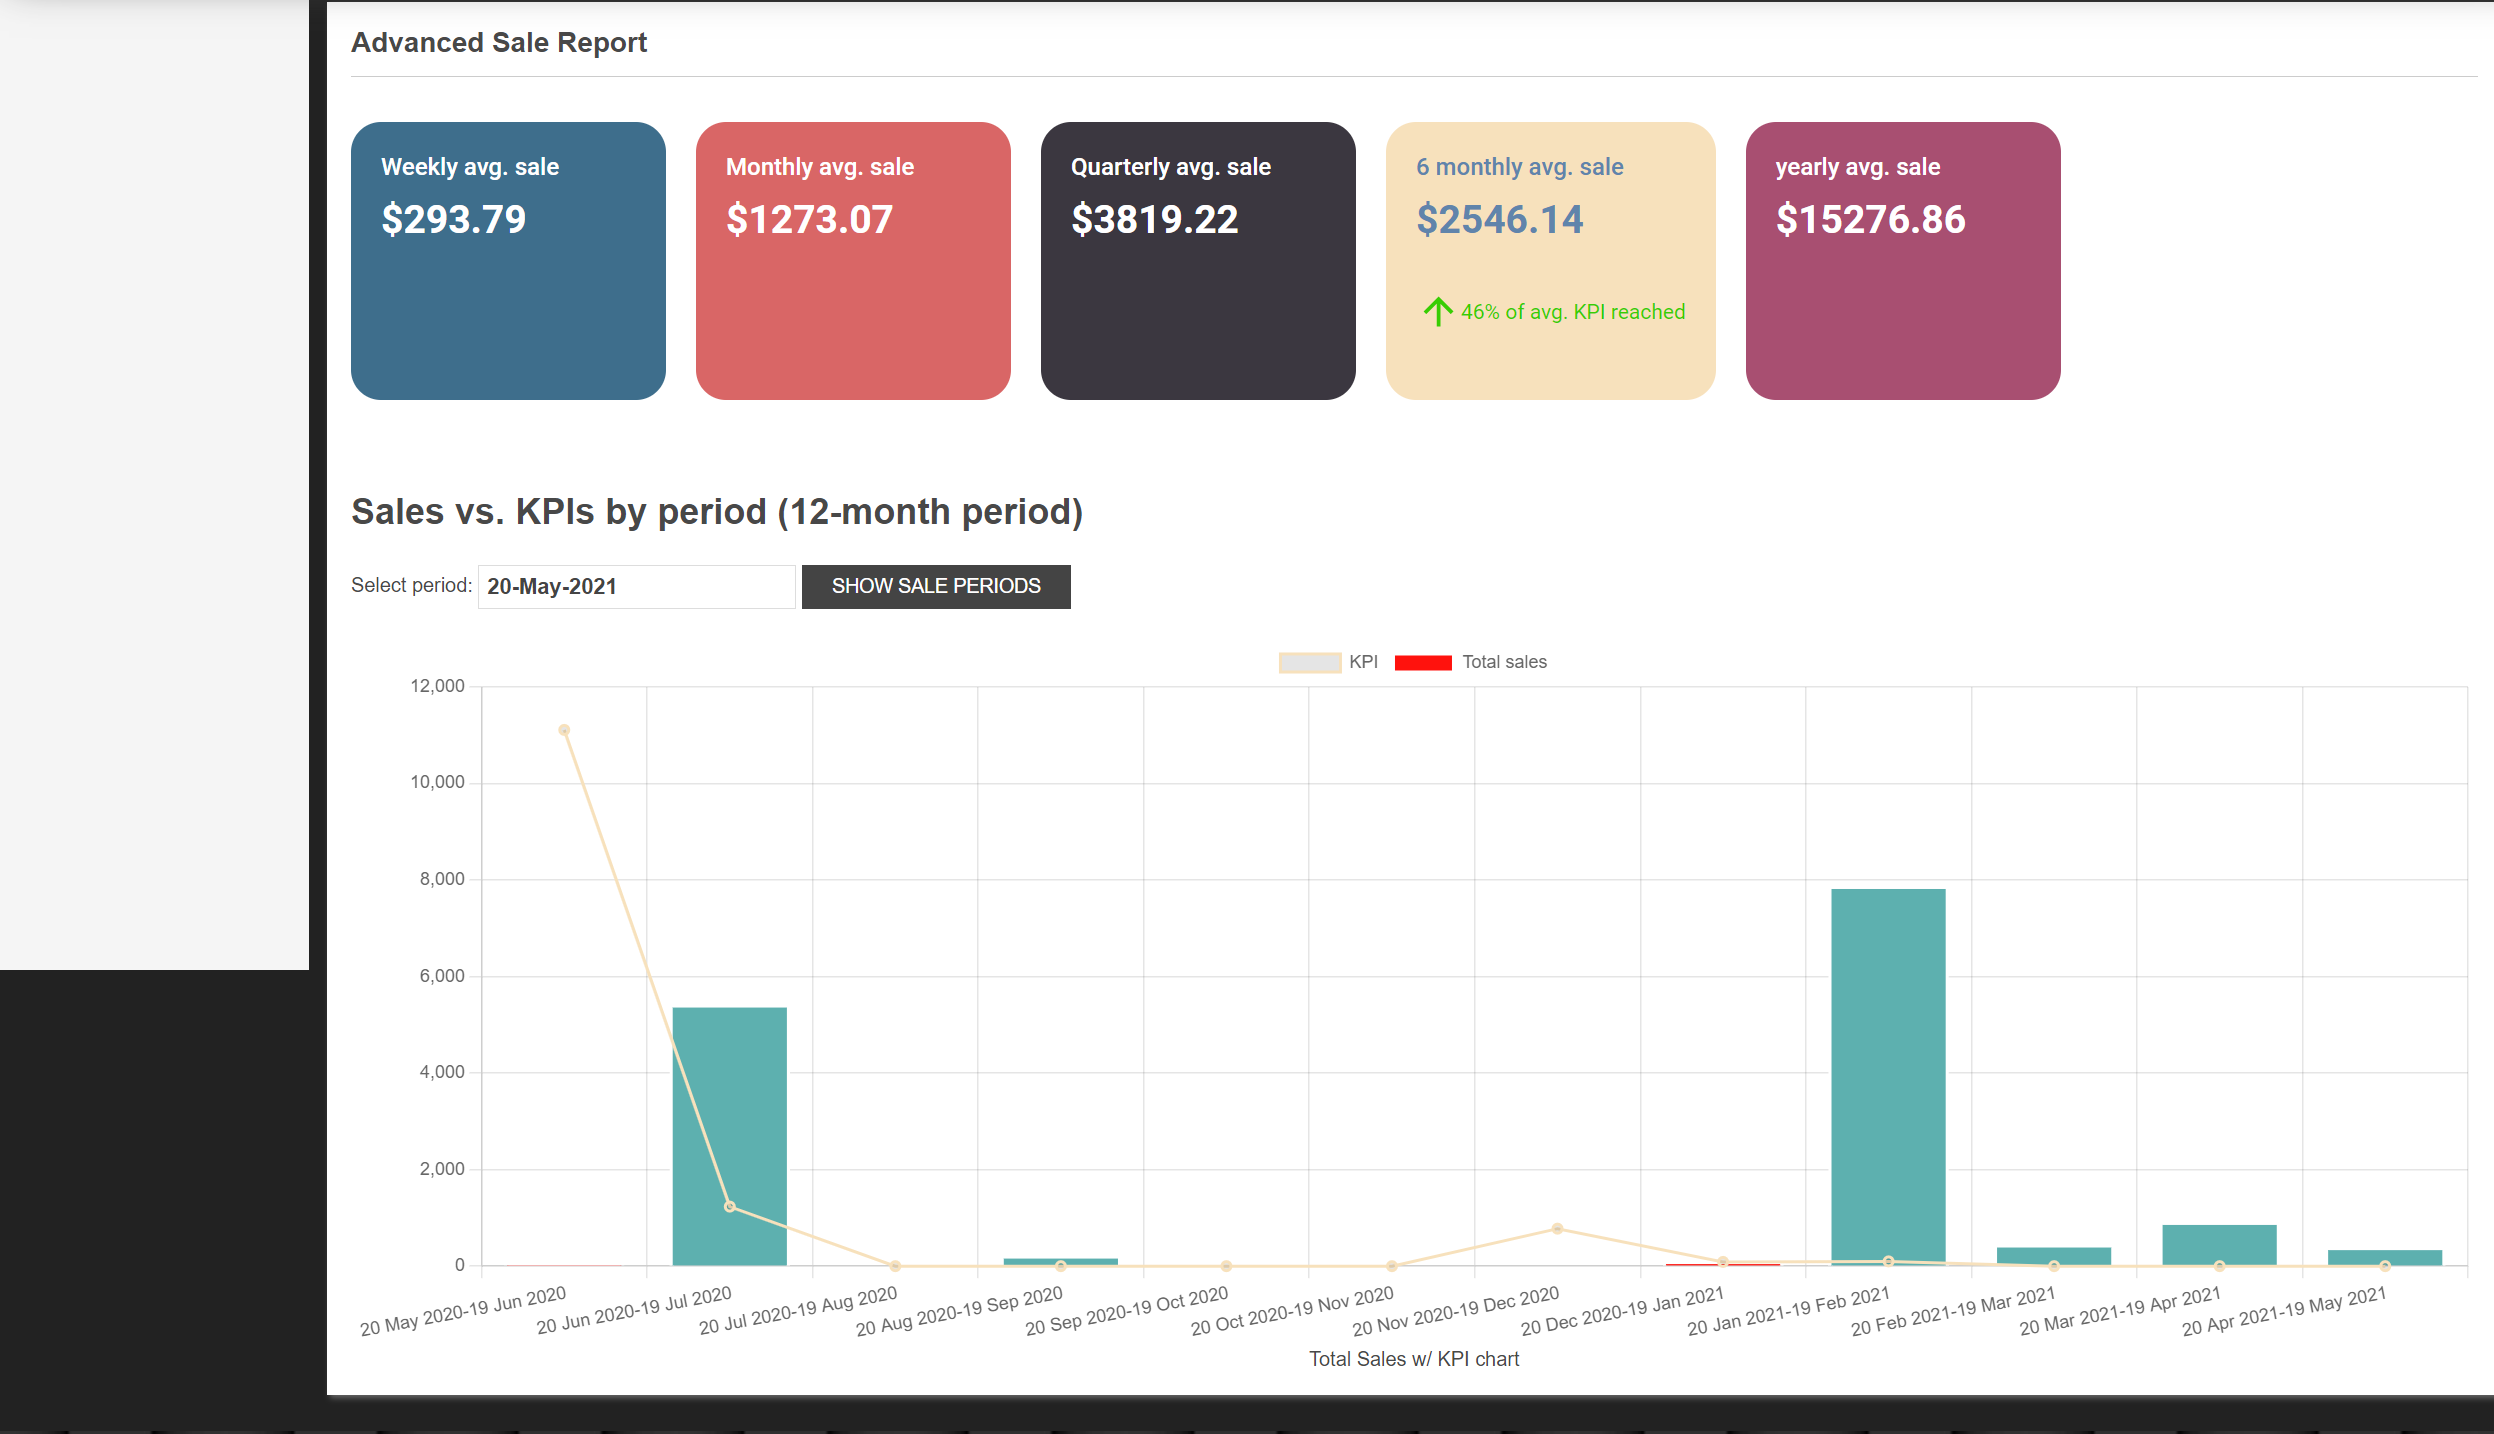 Advanced Sale Report
Weekly avg. sale
$293.79
Monthly avg. sale
$1273.07
Quarterly avg. sale
$3819.22
6 monthly avg. sale
$2546.14
46% of avg. KPI reached
yearly avg. sale
$15276.86
Sales vs. KPIs by period (12-month period)
Select period: 20-May-2021 SHOW SALE PERIODS
KPI Total sales
12,000
10,000
8,000
6,000
4,000
2,000
0
20 May 2020-19 Jun 2020
20 Jun 2020-19 Jul 2020
20 Jul 2020-19 Aug 2020
20 Aug 2020-19 Sep 2020
20 Sep 2020-19 Oct 2020
20 Oct 2020-19 Nov 2020
20 Nov 2020-19 Dec 2020
20 Dec 2020-19 Jan 2021
20 Jan 2021-19 Feb 2021
20 Feb 2021-19 Mar 2021
20 Mar 2021-19 Apr 2021
20 Apr 2021-19 May 2021
Total Sales w/ KPI chart